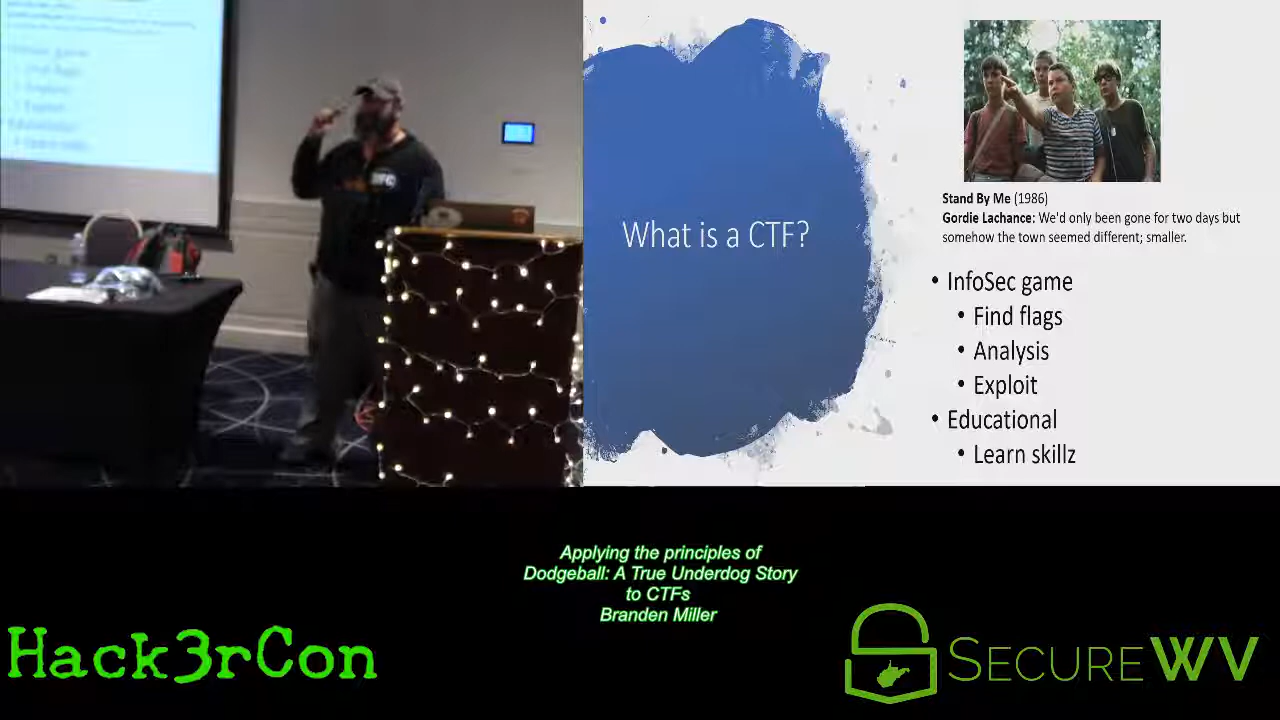 What is a CTF?
Stand By Me (1986)
Gordie Lachance: We'd only been gone for two days but
somehow the town seemed different; smaller.
• InfoSec game
• Find flags
• Analysis
• Exploit
• Educational
• Learn skillz
Applying the principles of
Dodgeball: A True Underdog Story
to CTFs
Branden Miller
Hack3rCon
SECUREWV